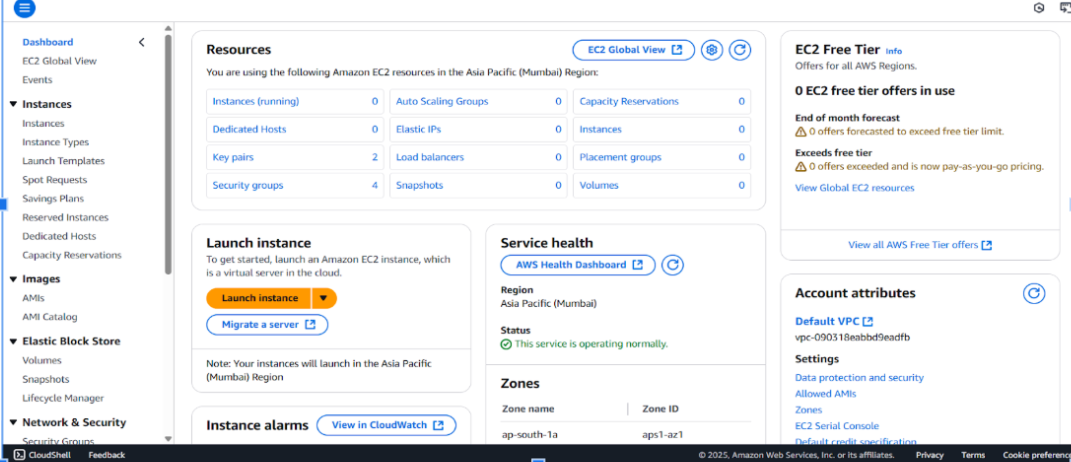 Dashboard
EC2 Global View
Events
Instances
Instances
Instance Types
Launch Templates
Spot Requests
Savings Plans
Reserved Instances
Dedicated Hosts
Capacity Reservations
Images
AMIs
AMI Catalog
Elastic Block Store
Volumes
Snapshots
Lifecycle Manager
Network & Security
Security Groups
Resources
EC2 Global View
You are using the following Amazon EC2 resources in the Asia Pacific (Mumbai) Region:
Instances (running) 0 Auto Scaling Groups 0 Capacity Reservations 0
Dedicated Hosts 0 Elastic IPs 0 Instances 0
Key pairs 2 Load balancers 0 Placement groups 0
Security groups 4 Snapshots 0 Volumes 0
Launch instance
To get started, launch an Amazon EC2 instance, which
is a virtual server in the cloud.
Launch instance
Migrate a server
Note: Your instances will launch in the Asia Pacific
(Mumbai) Region
Instance alarms View in CloudWatch
Service health
AWS Health Dashboard
Region
Asia Pacific (Mumbai)
Status
This service is operating normally.
Zones
Zone name Zone ID
ap-south-1a aps1-az1
EC2 Free Tier Info
Offers for all AWS Regions.
0 EC2 free tier offers in use
End of month forecast
0 offers forecasted to exceed free tier limit.
Exceeds free tier
0 offers exceeded and is now pay-as-you-go pricing.
View Global EC2 resources
View all AWS Free Tier offers
Account attributes
Default VPC
vpc-090318eabbd9eadfb
Settings
Data protection and security
Allowed AMIs
Zones
EC2 Serial Console
Default credit specification
CloudShell Feedback © 2025, Amazon Web Services, Inc. or its affiliates. Privacy Terms Cookie preferenc